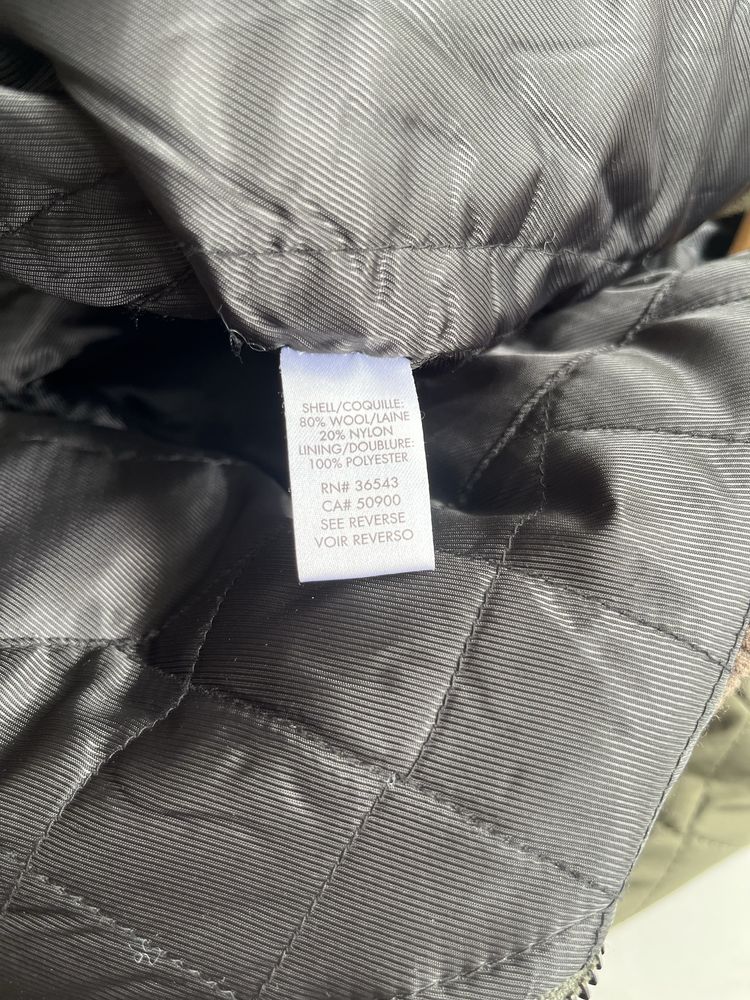 SHELL/COQUILLE:
80% WOOL/LAINE
20% NYLON
LINING/DOUBLURE:
100% POLYESTER
RN# 36543
CA# 50900
SEE REVERSE
VOIR REVERSO